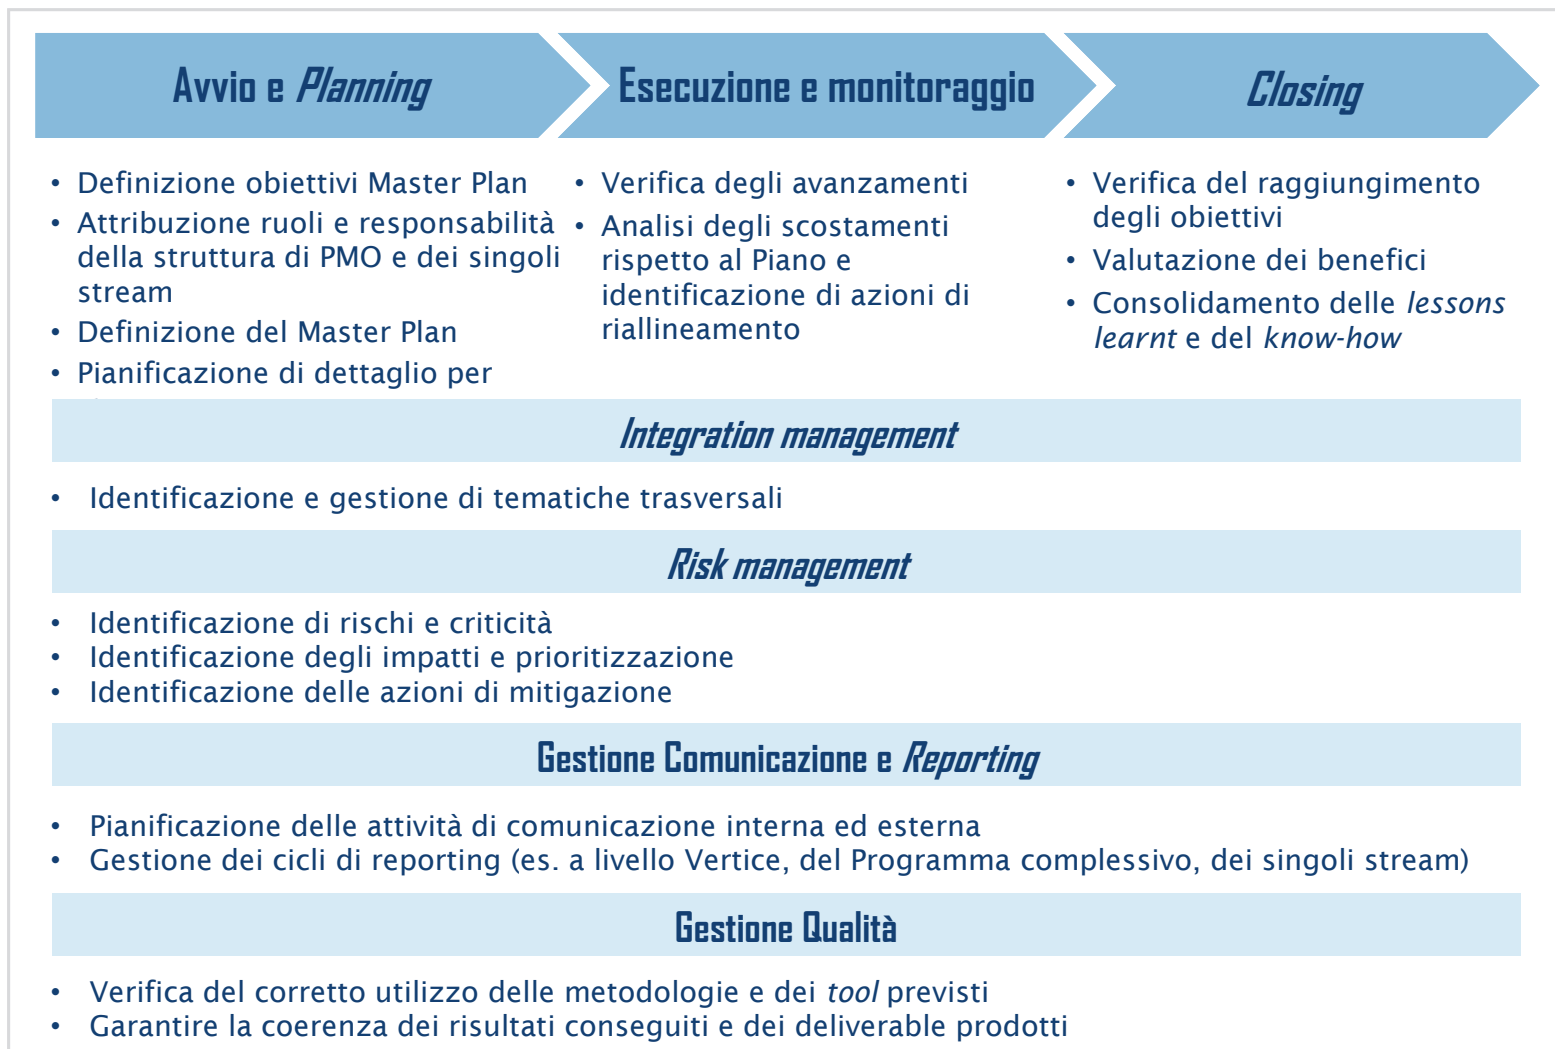 Avvio e Planning
Esecuzione e monitoraggio
Closing
• Definizione obiettivi Master Plan
• Attribuzione ruoli e responsabilità
della struttura di PMO e dei singoli
stream
• Definizione del Master Plan
• Pianificazione di dettaglio per
• Verifica degli avanzamenti
• Analisi degli scostamenti
rispetto al Piano e
identificazione di azioni di
riallineamento
• Verifica del raggiungimento
degli obiettivi
• Valutazione dei benefici
• Consolidamento delle lessons
learnt e del know-how
Integration management
• Identificazione e gestione di tematiche trasversali
Risk management
• Identificazione di rischi e criticità
• Identificazione degli impatti e prioritizzazione
• Identificazione delle azioni di mitigazione
Gestione Comunicazione e Reporting
• Pianificazione delle attività di comunicazione interna ed esterna
• Gestione dei cicli di reporting (es. a livello Vertice, del Programma complessivo, dei singoli stream)
Gestione Qualità
• Verifica del corretto utilizzo delle metodologie e dei tool previsti
• Garantire la coerenza dei risultati conseguiti e dei deliverable prodotti